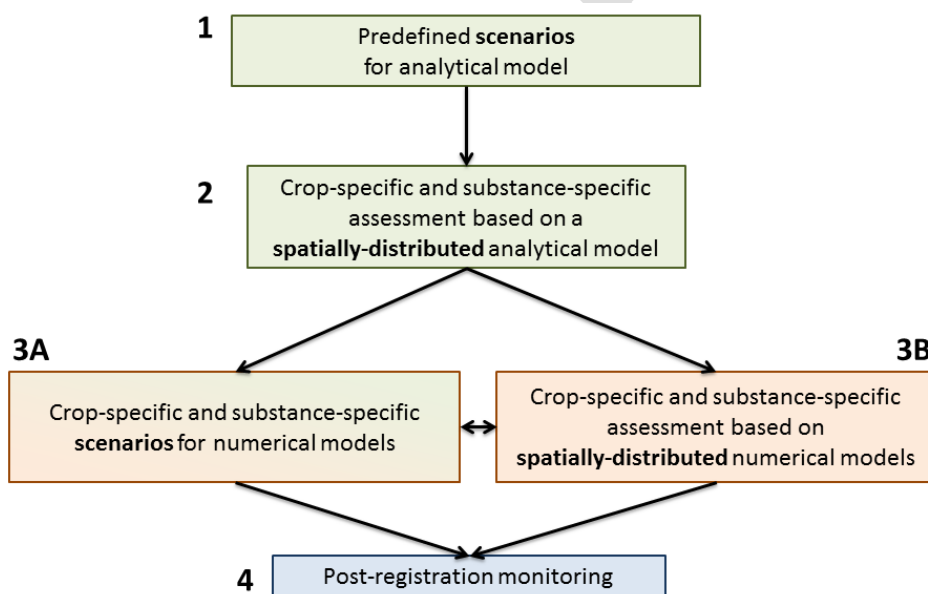 1
Predefined scenarios
for analytical model
2
Crop-specific and substance-specific
assessment based on a
spatially-distributed analytical model
3A
Crop-specific and substance-specific
scenarios for numerical models
3B
Crop-specific and substance-specific
assessment based on
spatially-distributed numerical models
4
Post-registration monitoring